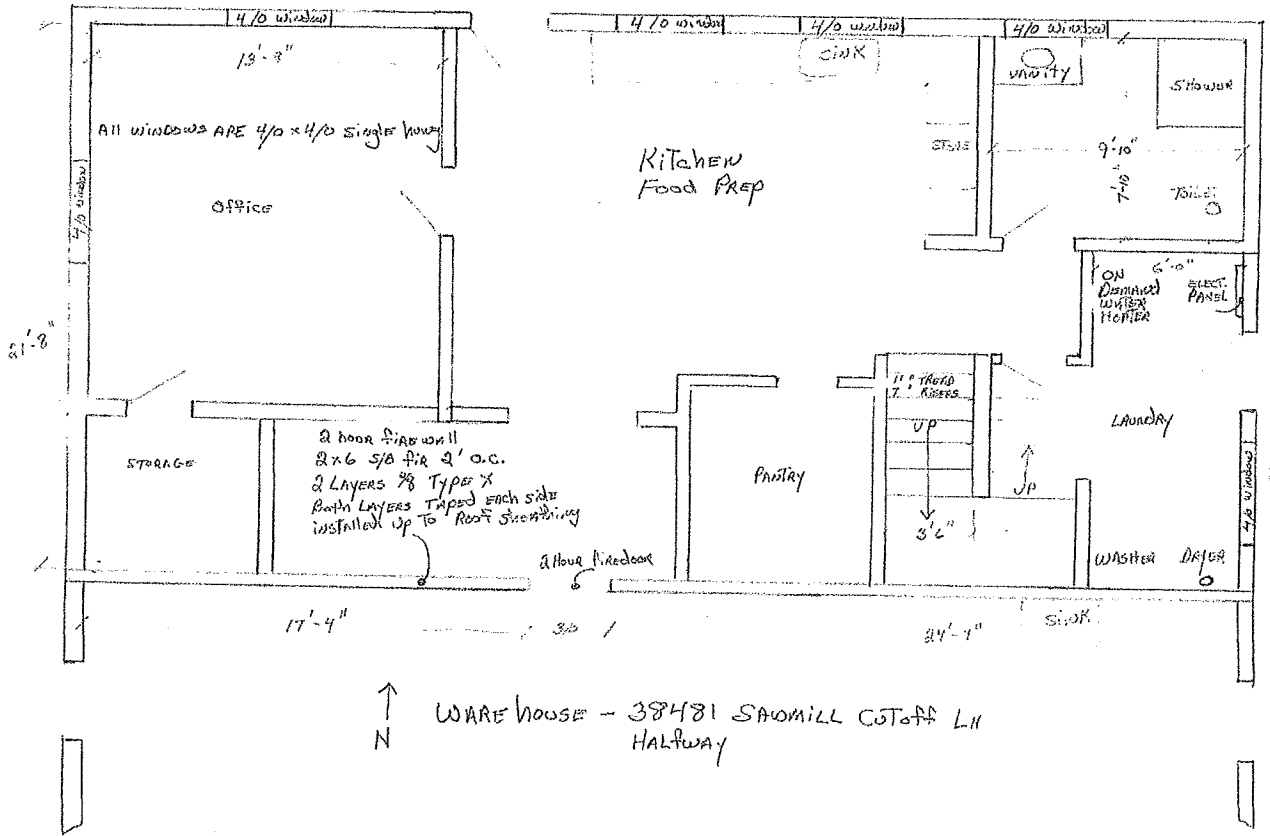 4/0 window
4/0 window
4/0 window
4/0 window
13'-8"
SINK
VANITY
SHOWER
All windows ARE 4/0 x 4/0 single hung
Kitchen
Food PREP
9'-10"
7'-10"
TOILET
4/0 window
Office
ON
DEMAND
WATER
HEATER
6'-0"
ELECT.
PANEL
21'-8"
11" TREAD
7" RISERS
UP
UP
3'6"
LAUNDRY
STORAGE
2 hour firewall
2x6 S/D fir 2' O.C.
2 LAYERS 5/8 TYPE X
Both LAYERS TAPED EACH side
installed up To Roof Sheathing
PANTRY
4/0 window
2 Hour firedoor
WASHER DRYER
17'-4"
3/0
SINK
N
WAREhouse - 38481 SAWMILL CUTOFF LN
HALFWAY